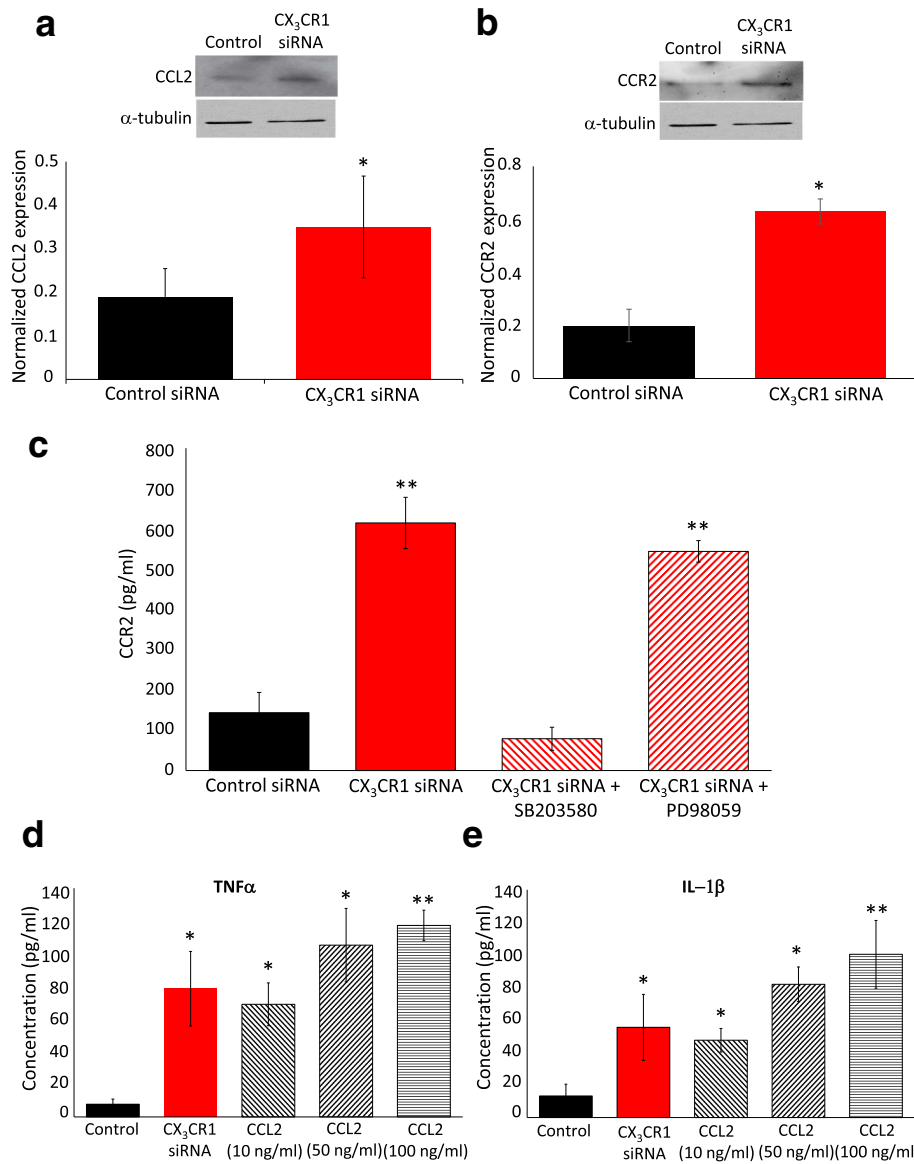 a
Control
CX3CR1 siRNA
CCL2
α-tubulin
Normalized CCL2 expression
0.5
0.4
0.3
0.2
0.1
0
*
Control siRNA
CX3CR1 siRNA
b
Control
CX3CR1 siRNA
CCR2
α-tubulin
Normalized CCR2 expression
0.8
0.6
0.4
0.2
0
*
Control siRNA
CX3CR1 siRNA
c
CCR2 (pg/ml)
800
700
600
500
400
300
200
100
0
**
**
Control siRNA
CX3CR1 siRNA
CX3CR1 siRNA +
SB203580
CX3CR1 siRNA +
PD98059
d
TNFα
Concentration (pg/ml)
140
120
100
80
60
40
20
0
*
*
*
**
Control
CX3CR1
siRNA
CCL2
(10 ng/ml)
CCL2
(50 ng/ml)
CCL2
(100 ng/ml)
e
IL−1β
Concentration (pg/ml)
140
120
100
80
60
40
20
0
*
*
*
**
Control
CX3CR1
siRNA
CCL2
(10 ng/ml)
CCL2
(50 ng/ml)
CCL2
(100 ng/ml)